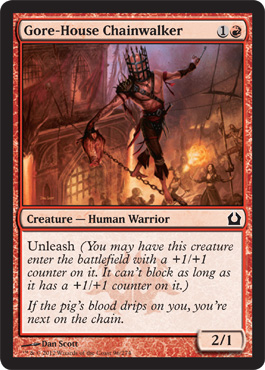 Gore-House Chainwalker 1
Creature — Human Warrior
Unleash (You may have this creature
enter the battlefield with a +1/+1
counter on it. It can't block as long as
it has a +1/+1 counter on it.)
If the pig's blood drips on you, you're
next on the chain.
Dan Scott
2/1